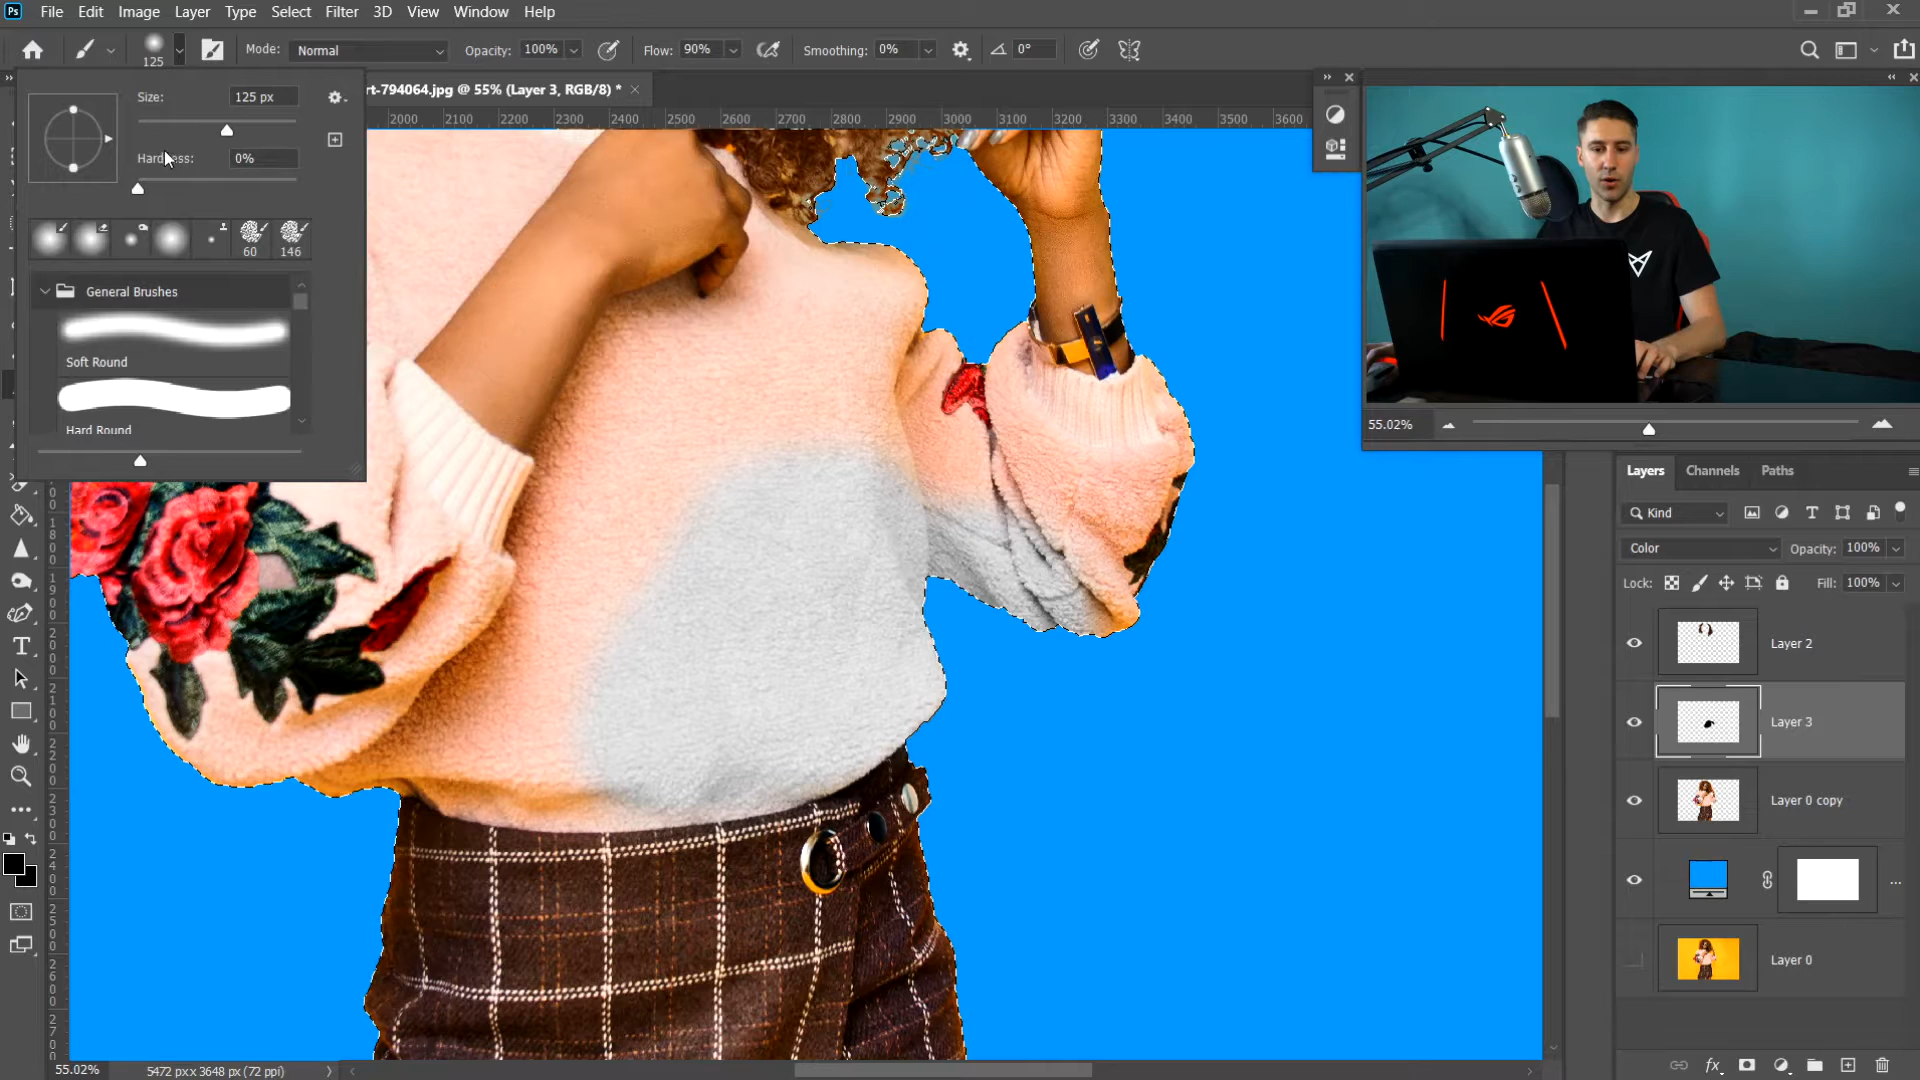 Ps File Edit Image Layer Type Select Filter 3D View Window Help
125 Mode: Normal Opacity: 100% Flow: 90% Smoothing: 0% 0°
rt-794064.jpg @ 55% (Layer 3, RGB/8) *
2000 2100 2200 2300 2400 2500 2600 2700 2800 2900 3000 3100 3200 3300 3400 3500 3600
Size: 125 px
Hardness: 0%
60 146
General Brushes
Soft Round
Hard Round
55.02%
Layers Channels Paths
Kind
Color Opacity: 100%
Lock: Fill: 100%
Layer 2
Layer 3
Layer 0 copy
Layer 0
55.02% 5472 px x 3648 px (72 ppi)
fx